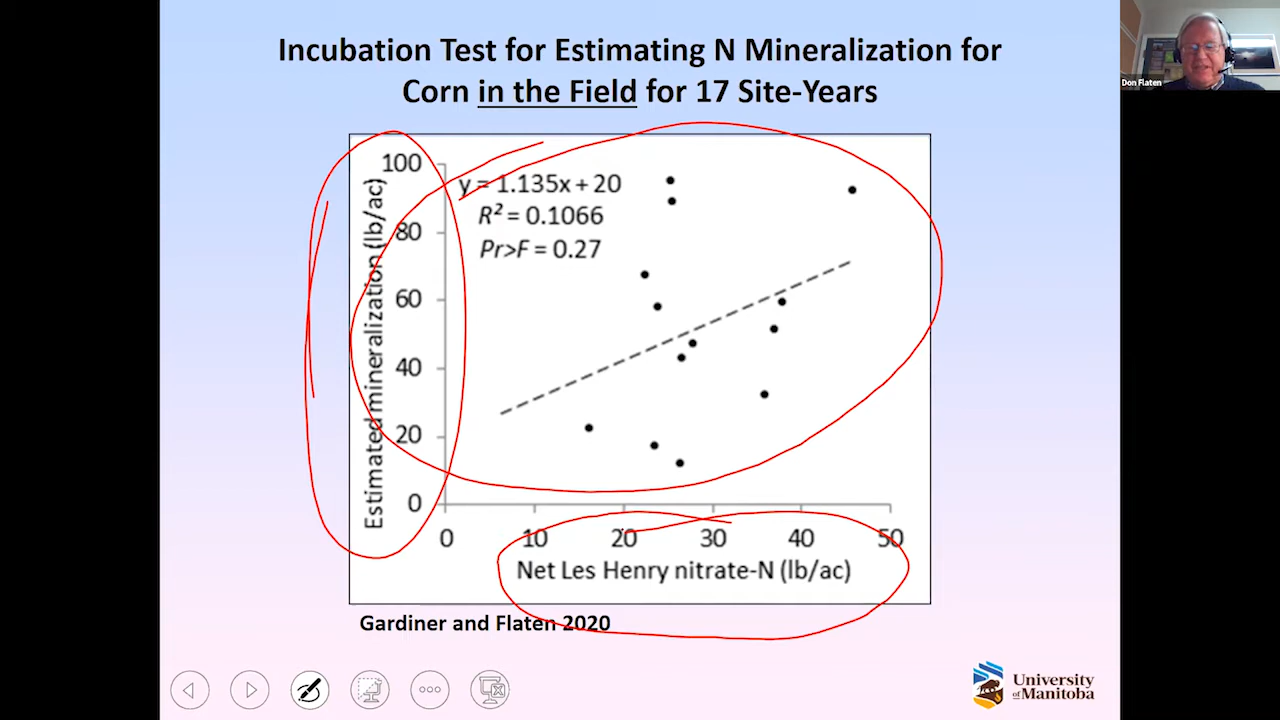 Incubation Test for Estimating N Mineralization for
Corn in the Field for 17 Site-Years
Don Flaten
y = 1.135x + 20
R² = 0.1066
Pr>F = 0.27
Estimated mineralization (lb/ac)
100
80
60
40
20
0
0 10 20 30 40 50
Net Les Henry nitrate-N (lb/ac)
Gardiner and Flaten 2020
University
of Manitoba